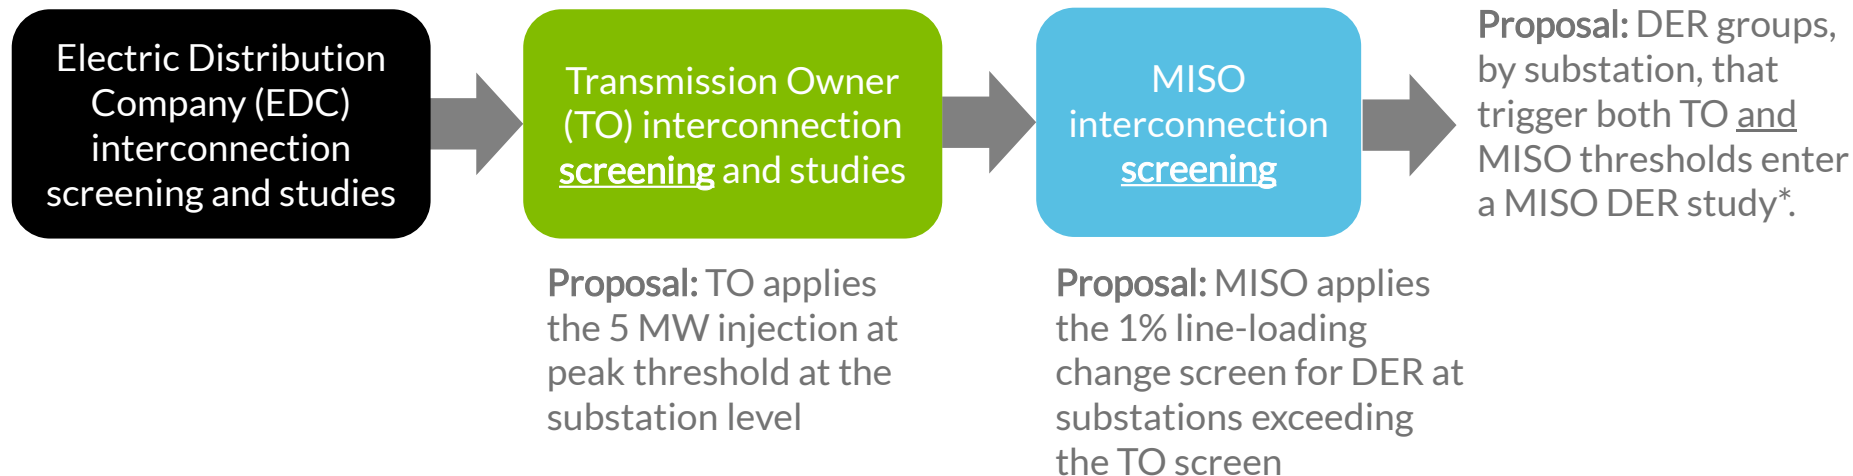 Electric Distribution
Company (EDC)
interconnection
screening and studies
Transmission Owner
(TO) interconnection
screening and studies
MISO
interconnection
screening
Proposal: DER groups,
by substation, that
trigger both TO and
MISO thresholds enter
a MISO DER study*.
Proposal: TO applies
the 5 MW injection at
peak threshold at the
substation level
Proposal: MISO applies
the 1% line-loading
change screen for DER at
substations exceeding
the TO screen